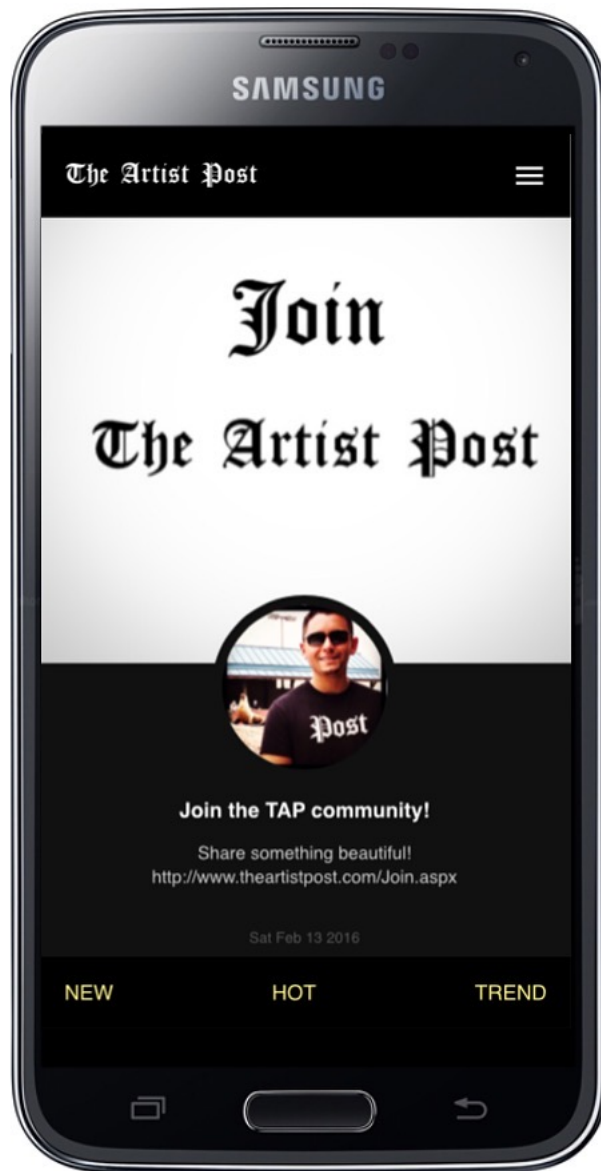 SAMSUNG
The Artist Post
Join
The Artist Post
Post
Join the TAP community!
Share something beautiful!
http://www.theartistpost.com/Join.aspx
Sat Feb 13 2016
NEW HOT TREND